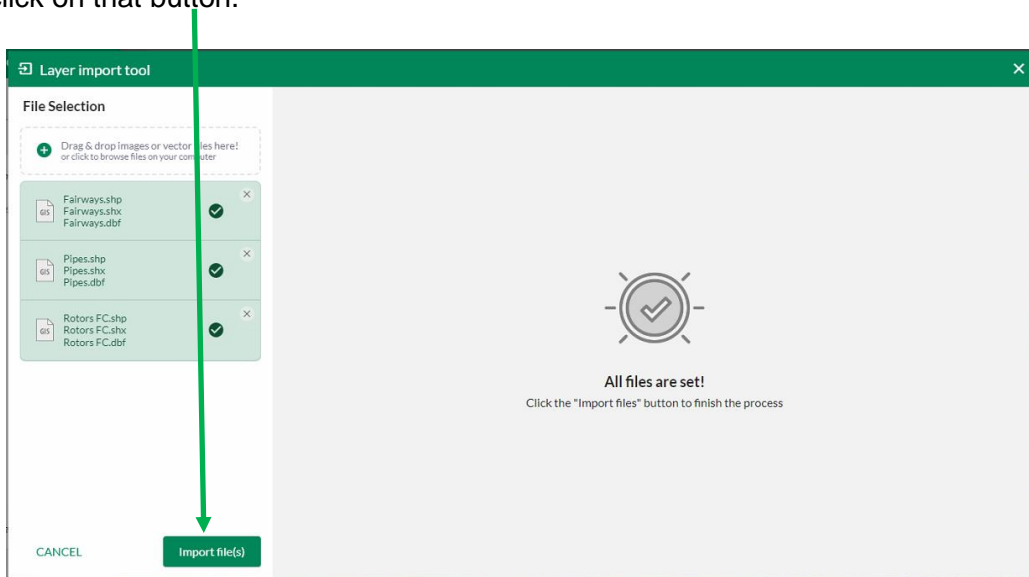 click on that button.
Layer import tool
File Selection
Drag & drop images or vector files here!
or click to browse files on your computer
GIS
Fairways.shp
Fairways.shx
Fairways.dbf
GIS
Pipes.shp
Pipes.shx
Pipes.dbf
GIS
Rotors FC.shp
Rotors FC.shx
Rotors FC.dbf
All files are set!
Click the "Import files" button to finish the process
CANCEL
Import file(s)